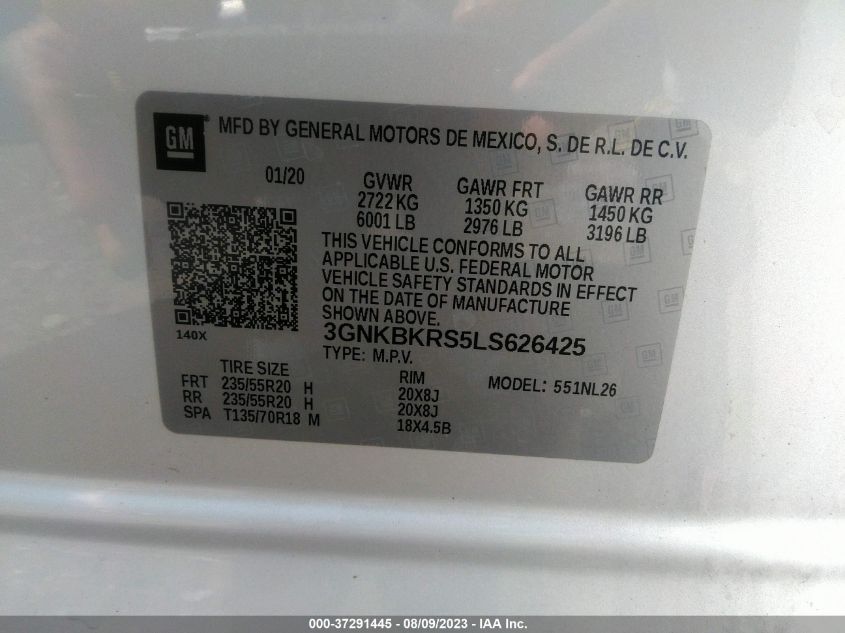 GM
MFD BY GENERAL MOTORS DE MEXICO, S. DE R.L. DE C.V.
01/20
GVWR GAWR FRT GAWR RR
2722 KG 1350 KG 1450 KG
6001 LB 2976 LB 3196 LB
THIS VEHICLE CONFORMS TO ALL
APPLICABLE U.S. FEDERAL MOTOR
VEHICLE SAFETY STANDARDS IN EFFECT
ON THE DATE OF MANUFACTURE
SHOWN ABOVE.
140X
3GNKBKRS5LS626425
TYPE: M.P.V.
TIRE SIZE RIM MODEL: 551NL26
FRT 235/55R20 H 20X8J
RR 235/55R20 H 20X8J
SPA T135/70R18 M 18X4.5B
000-37291445 - 08/09/2023 - IAA Inc.